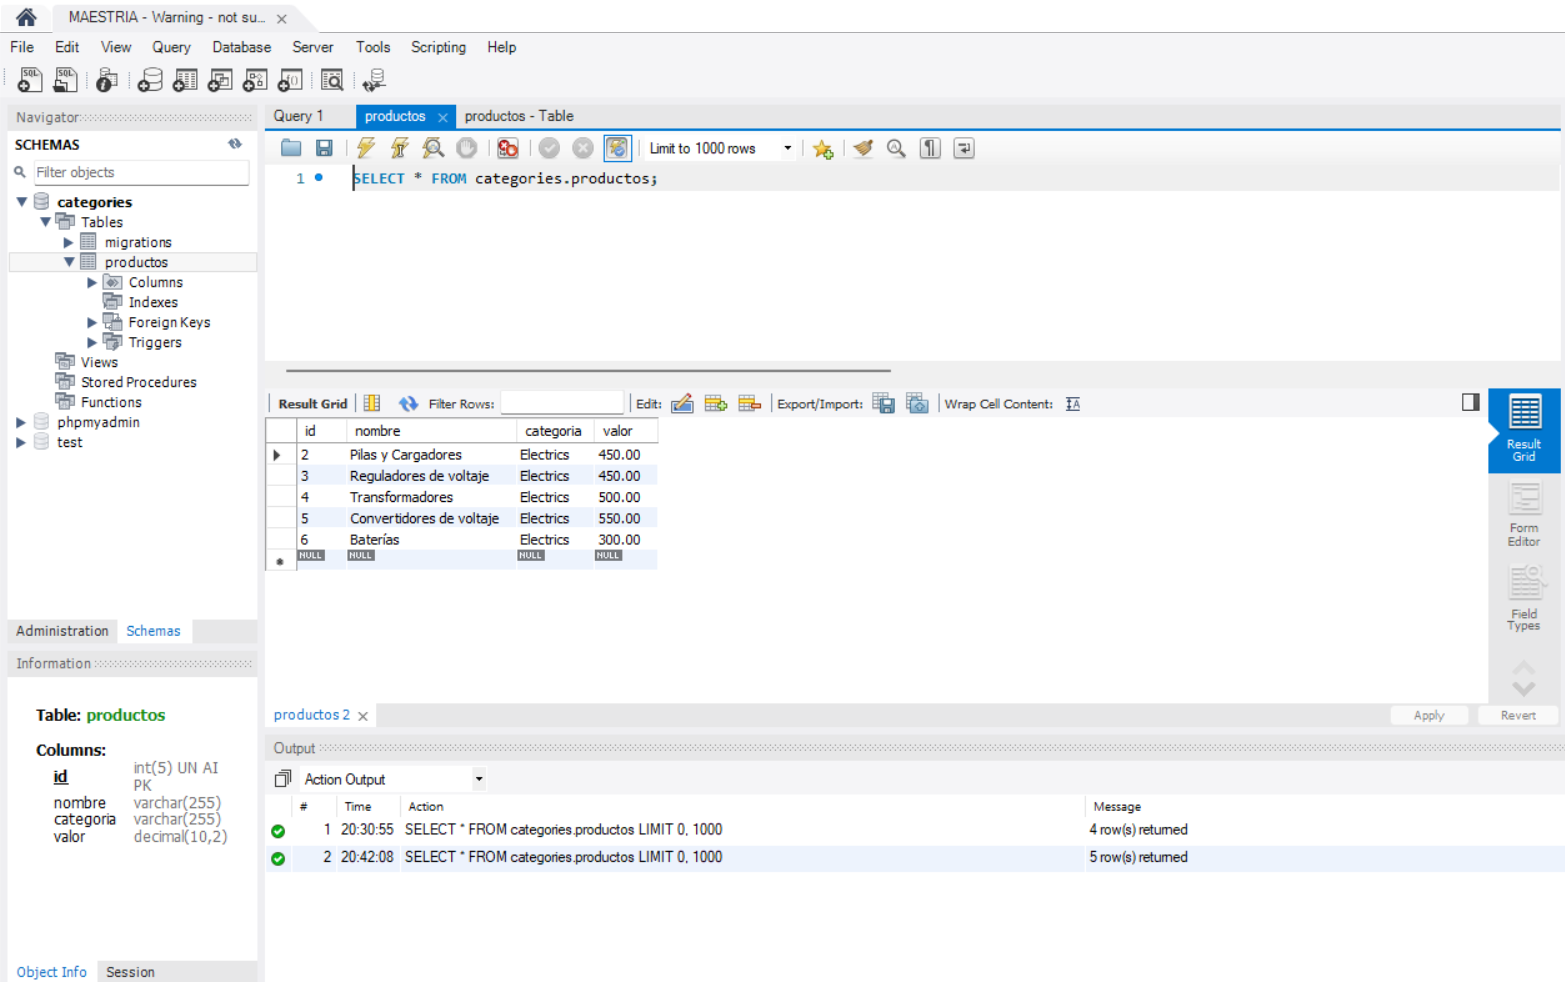 MAESTRIA - Warning - not su...
File Edit View Query Database Server Tools Scripting Help
Navigator
SCHEMAS
Filter objects
categories
Tables
migrations
productos
Columns
Indexes
Foreign Keys
Triggers
Views
Stored Procedures
Functions
phpmyadmin
test
Administration Schemas
Information
Table: productos
Columns:
id int(5) UN AI PK
nombre varchar(255)
categoria varchar(255)
valor decimal(10,2)
Object Info Session
Query 1 productos productos - Table
Limit to 1000 rows
1 SELECT * FROM categories.productos;
Result Grid Filter Rows: Edit: Export/Import: Wrap Cell Content:
id nombre categoria valor
2 Pilas y Cargadores Electrics 450.00
3 Reguladores de voltaje Electrics 450.00
4 Transformadores Electrics 500.00
5 Convertidores de voltaje Electrics 550.00
6 Baterías Electrics 300.00
NULL NULL NULL NULL
Result Grid
Form Editor
Field Types
productos 2 Apply Revert
Output
Action Output
# Time Action Message
1 20:30:55 SELECT * FROM categories.productos LIMIT 0, 1000 4 row(s) returned
2 20:42:08 SELECT * FROM categories.productos LIMIT 0, 1000 5 row(s) returned